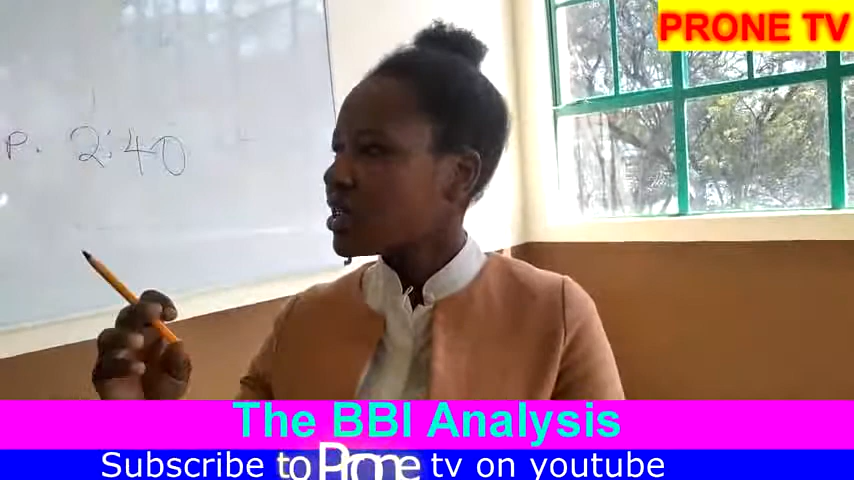 PRONE TV
P. 2:40
The BBI Analysis
Subscribe to Prone tv on youtube